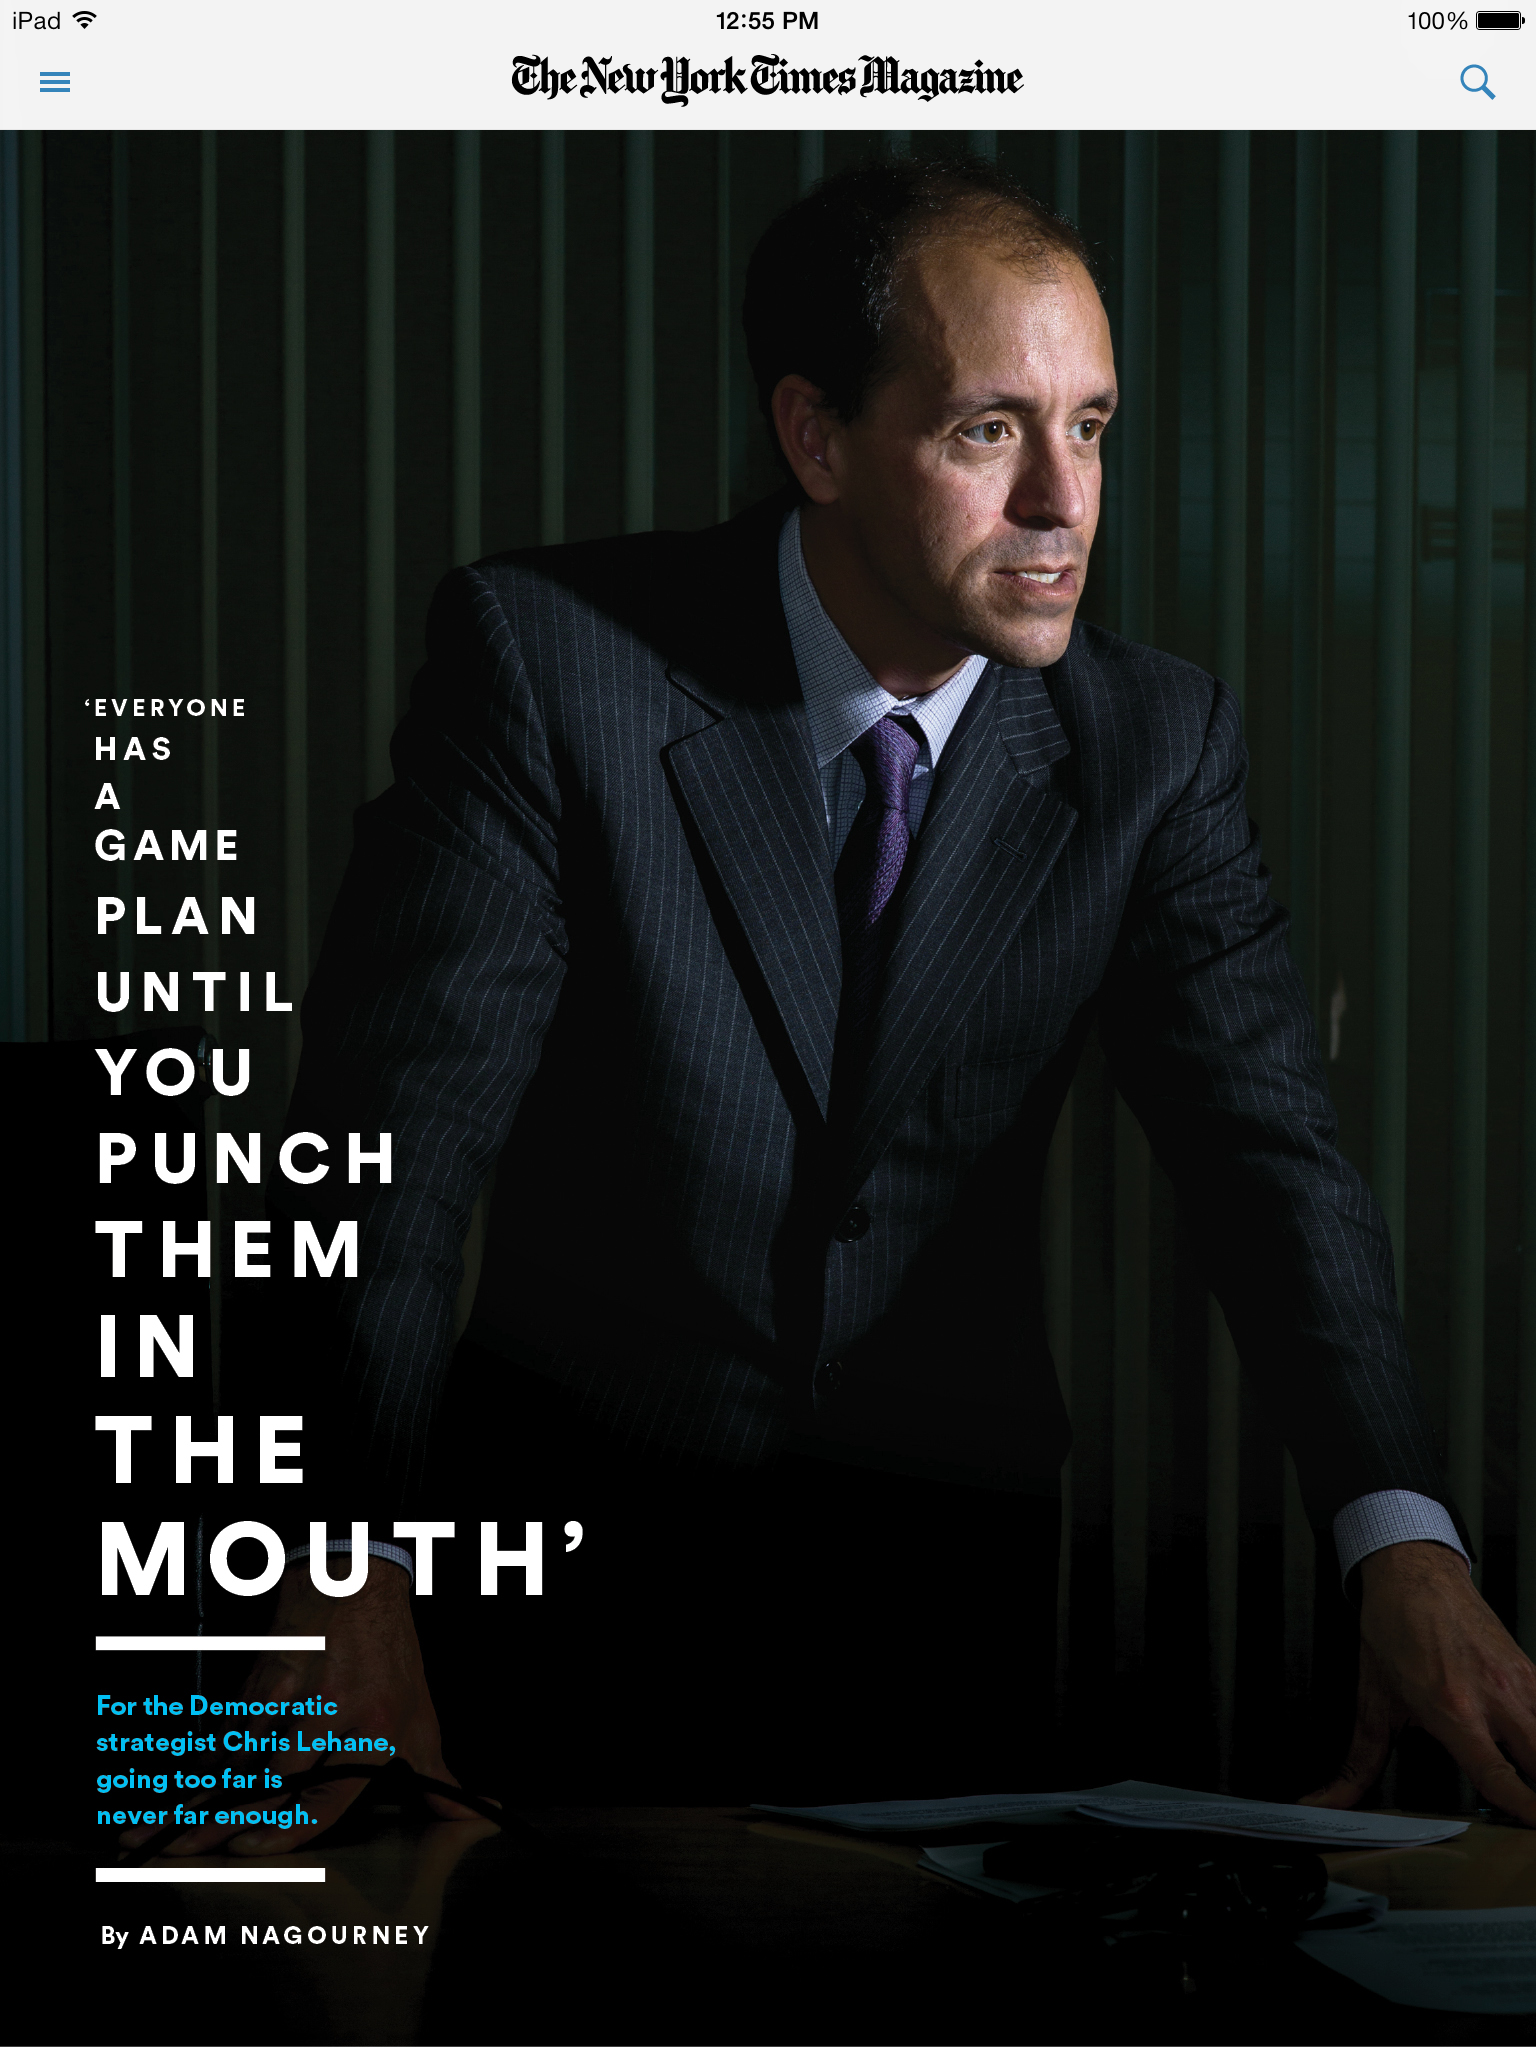 iPad 12:55 PM 100%
The New York Times Magazine
‘EVERYONE
HAS
A
GAME
PLAN
UNTIL
YOU
PUNCH
THEM
IN
THE
MOUTH’
For the Democratic
strategist Chris Lehane,
going too far is
never far enough.
By ADAM NAGOURNEY